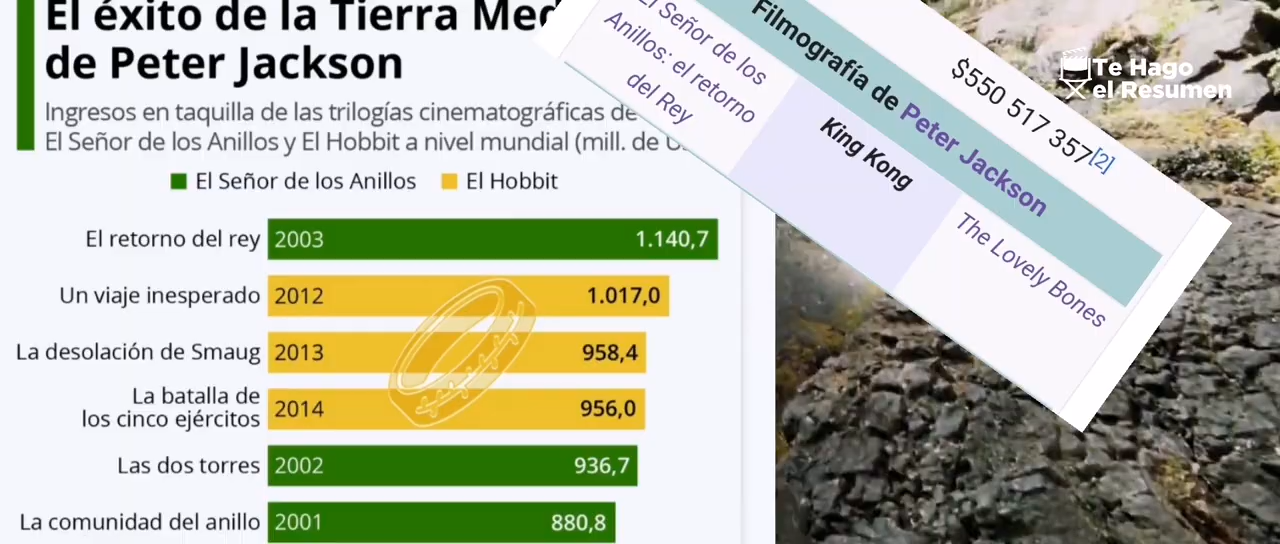 El éxito de la Tierra Med
de Peter Jackson
Ingresos en taquilla de las trilogías cinematográficas de
El Señor de los Anillos y El Hobbit a nivel mundial (mill. de U
El Señor de los Anillos
El Hobbit
El retorno del rey 2003 1.140,7
Un viaje inesperado 2012 1.017,0
La desolación de Smaug 2013 958,4
La batalla de
los cinco ejércitos 2014 956,0
Las dos torres 2002 936,7
La comunidad del anillo 2001 880,8
$550 517 357[2]
Filmografía de Peter Jackson
El Señor de los
Anillos: el retorno
del Rey
King Kong
The Lovely Bones
Te Hago
el Resumen